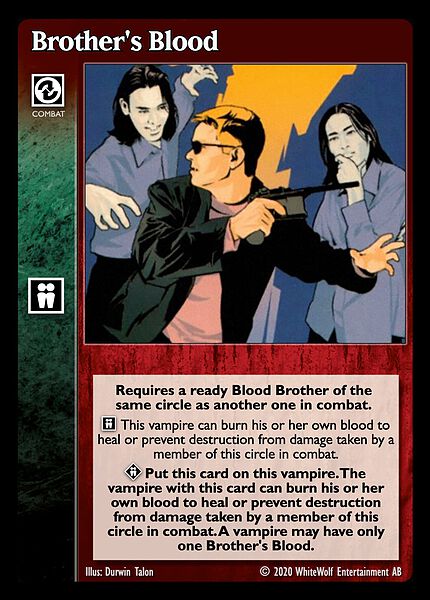 Brother's Blood
COMBAT
Requires a ready Blood Brother of the
same circle as another one in combat.
This vampire can burn his or her own blood to
heal or prevent destruction from damage taken by a
member of this circle in combat.
Put this card on this vampire.The
vampire with this card can burn his or her
own blood to heal or prevent destruction
from damage taken by a member of this
circle in combat.A vampire may have only
one Brother's Blood.
Illus: Durwin Talon
© 2020 WhiteWolf Entertainment AB